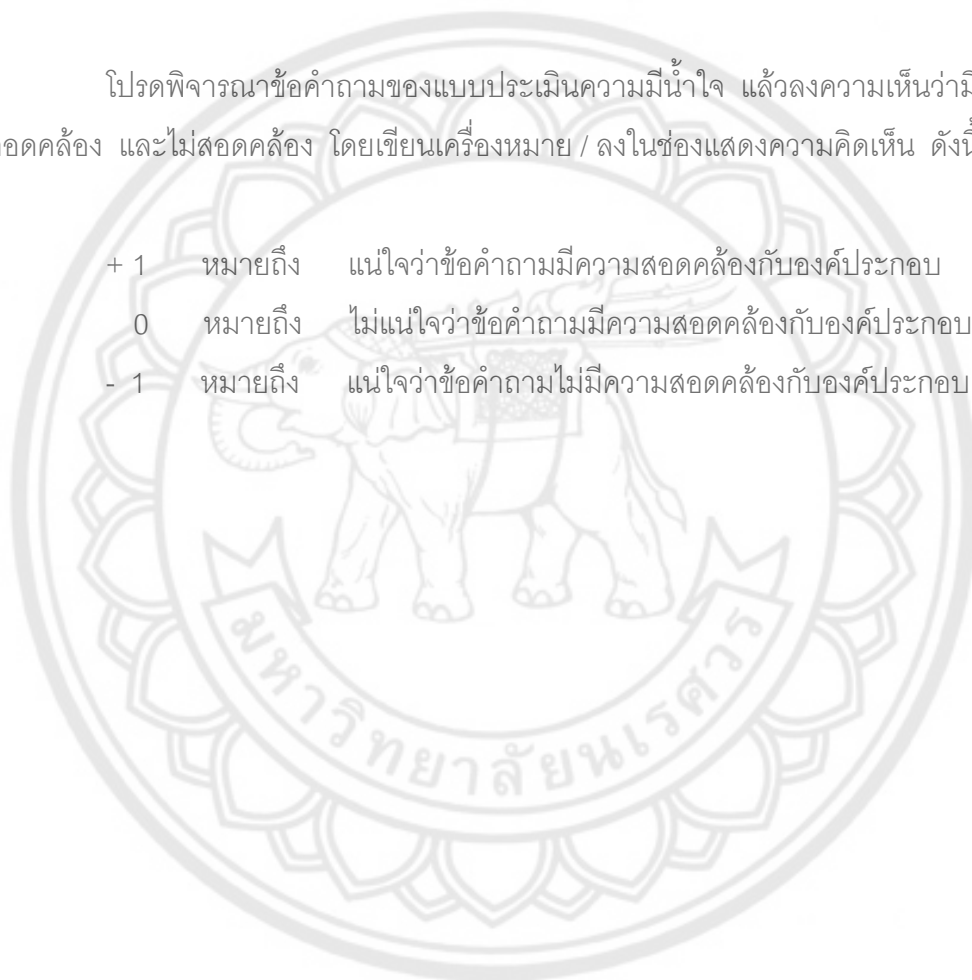 โปรดพิจารณาข้อคำถามของแบบประเมินความมีน้ำใจ แล้วลงความเห็นว่ามี
อดคล้อง และไม่สอดคล้อง โดยเขียนเครื่องหมาย / ลงในช่องแสดงความคิดเห็น ดังนี้
+ 1 หมายถึง แน่ใจว่าข้อคำถามมีความสอดคล้องกับองค์ประกอบ
0 หมายถึง ไม่แน่ใจว่าข้อคำถามมีความสอดคล้องกับองค์ประกอบ
- 1 หมายถึง แน่ใจว่าข้อคำถามไม่มีความสอดคล้องกับองค์ประกอบ
มหาวิทยาลัยนเรศวร